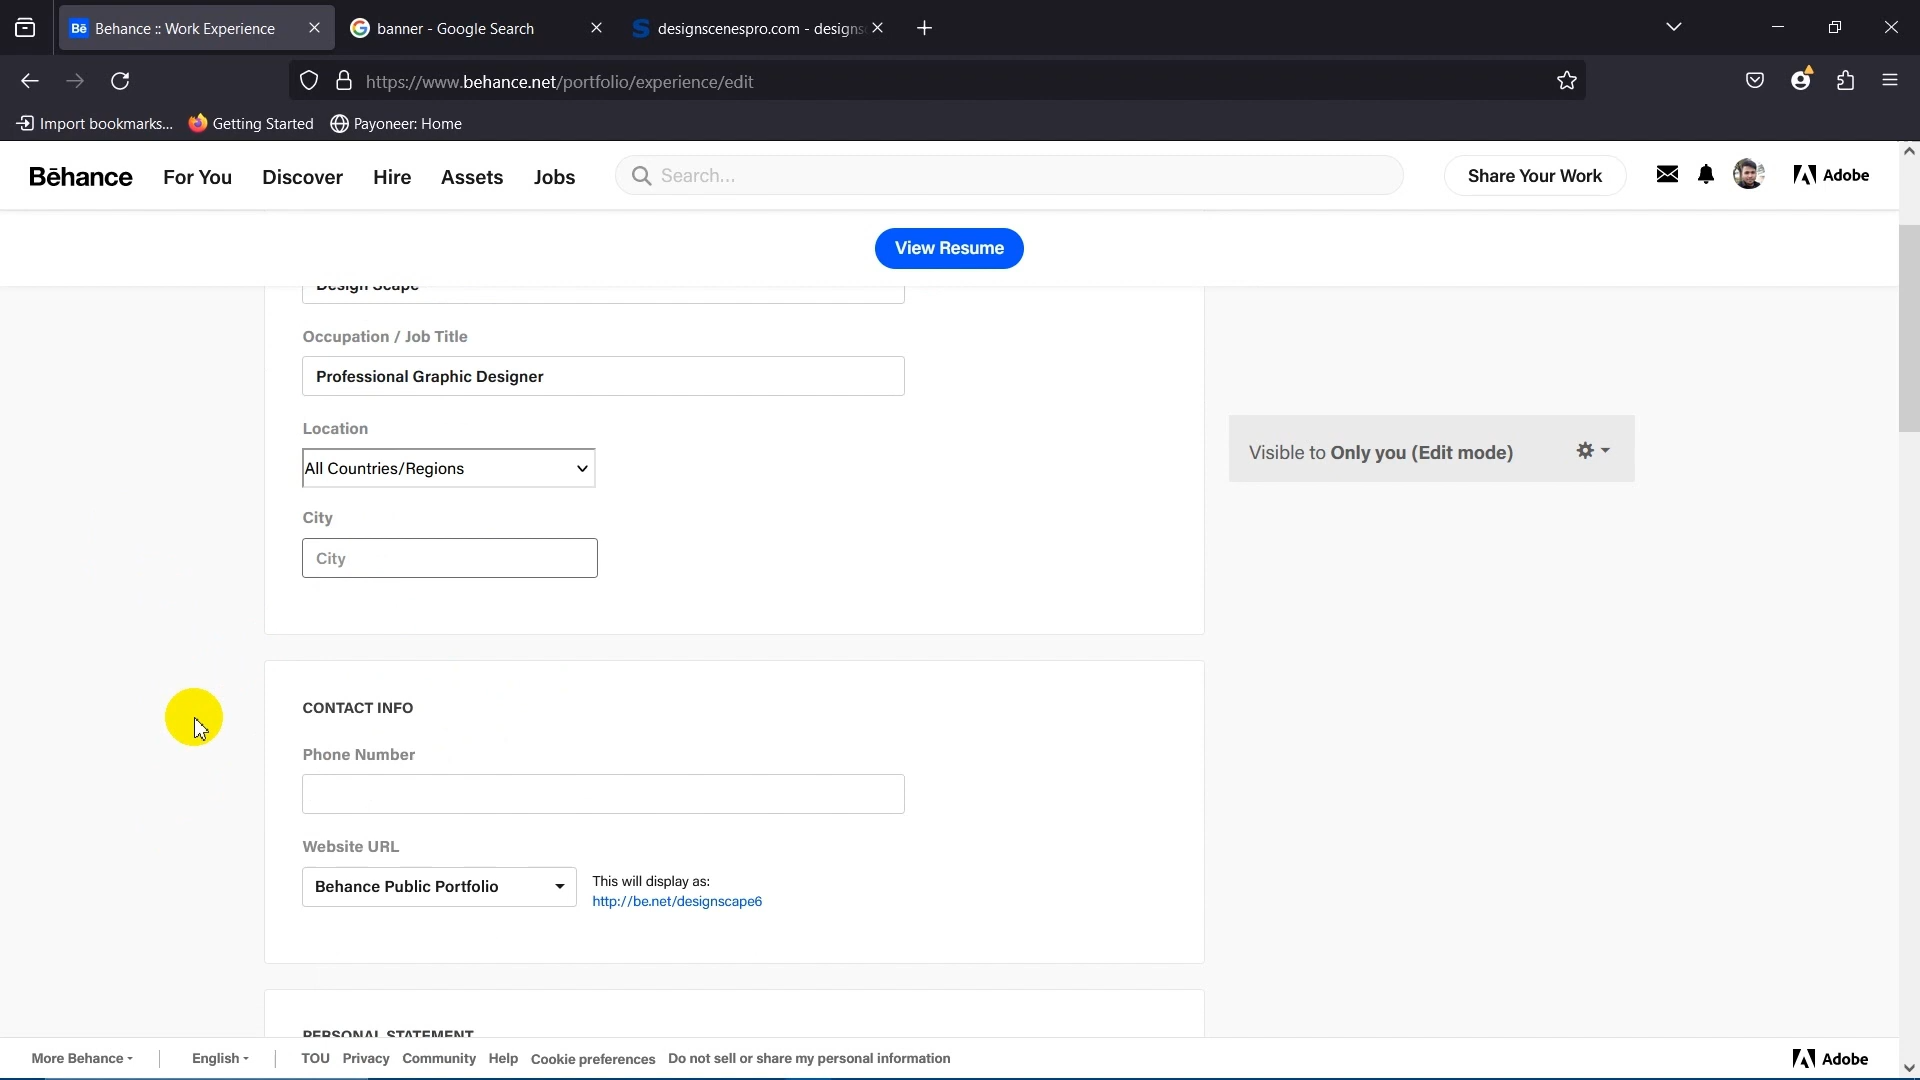 Behance :: Work Experience
banner - Google Search
designscenespro.com - designs
https://www.behance.net/portfolio/experience/edit
Import bookmarks...
Getting Started
Payoneer: Home
Bēhance
For You
Discover
Hire
Assets
Jobs
Search...
Share Your Work
Adobe
View Resume
Design Scape
Occupation / Job Title
Professional Graphic Designer
Location
All Countries/Regions
Visible to Only you (Edit mode)
City
City
CONTACT INFO
Phone Number
Website URL
Behance Public Portfolio
This will display as:
http://be.net/designscape6
PERSONAL STATEMENT
More Behance
English
TOU
Privacy
Community
Help
Cookie preferences
Do not sell or share my personal information
Adobe